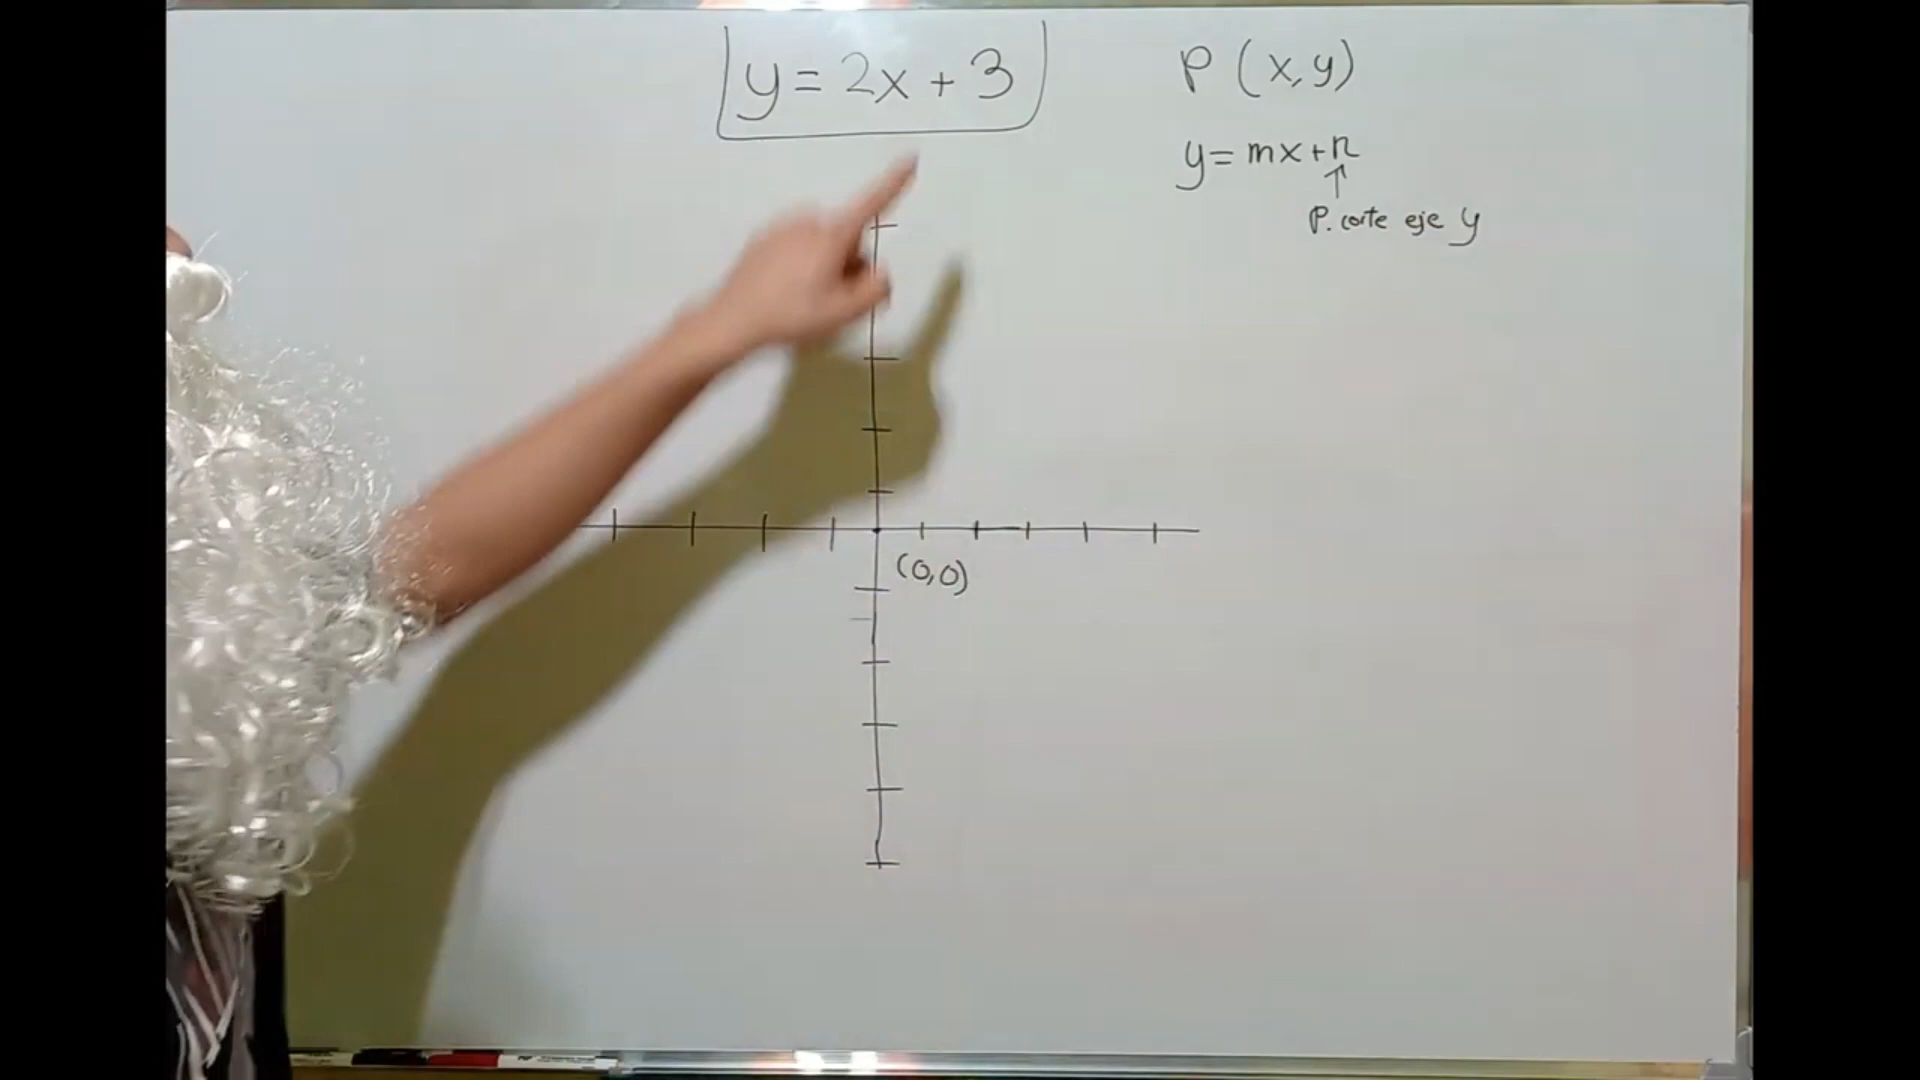 y = 2x + 3
P (x,y)
y = mx + n
↑
P. corte eje y
(0,0)